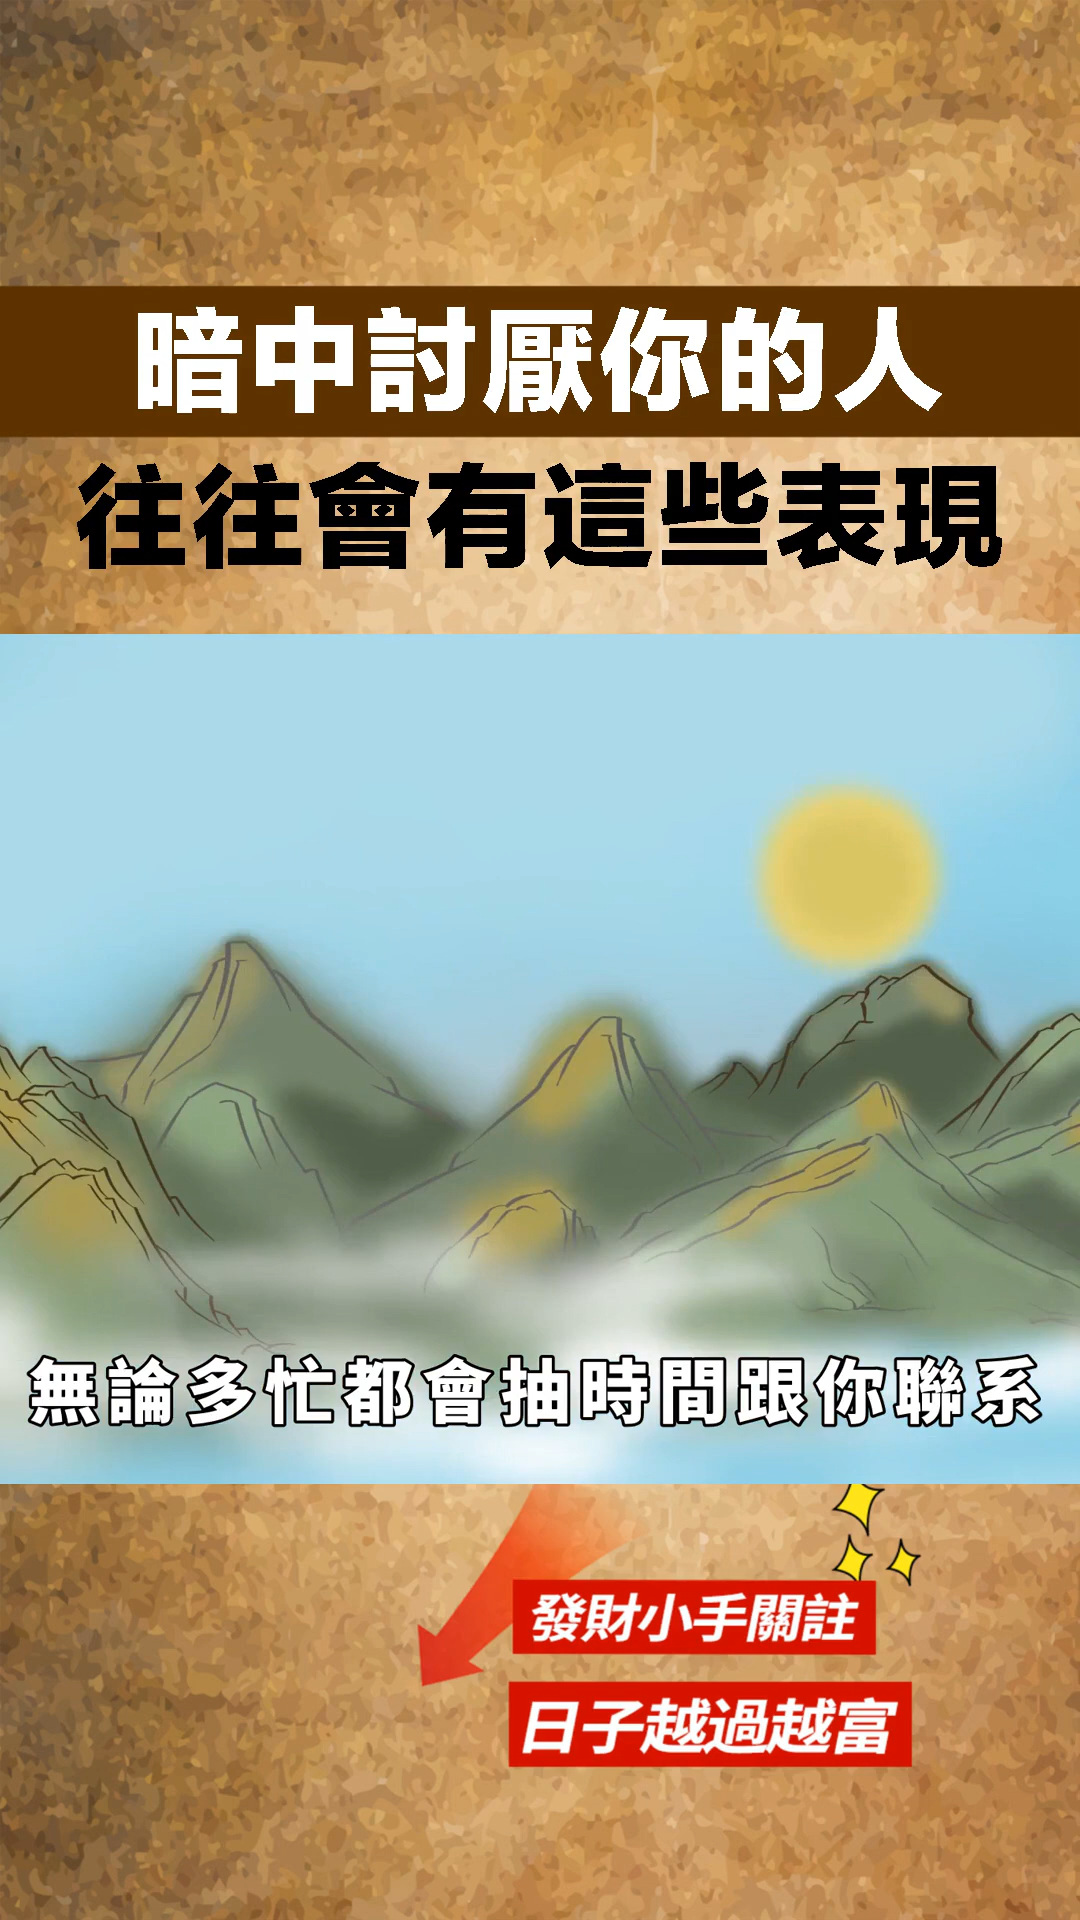 暗中討厭你的人
往往會有這些表現
無論多忙都會抽時間跟你聯系
發財小手關註
日子越過越富